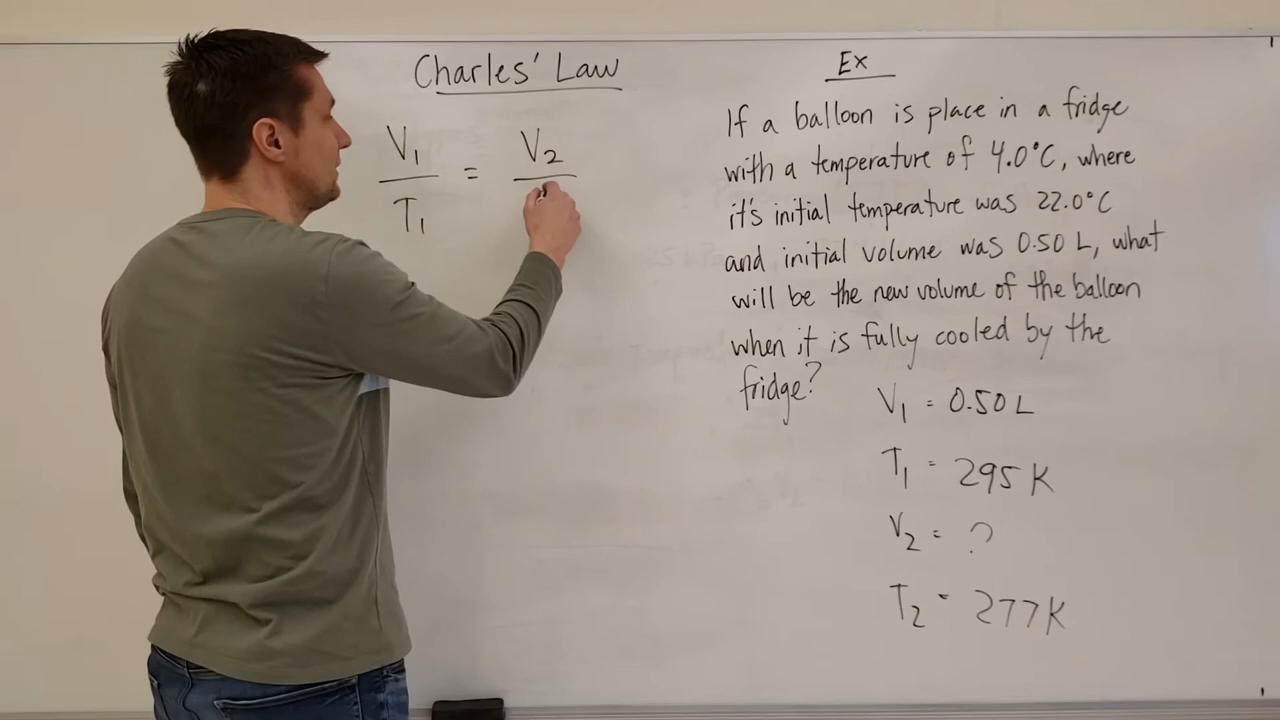 Charles' Law
V₁ = V₂
T₁
Ex
If a balloon is place in a fridge
with a temperature of 4.0°C, where
it's initial temperature was 22.0°C
and initial volume was 0.50 L, what
will be the new volume of the balloon
when it is fully cooled by the
fridge?
V₁ = 0.50 L
T₁ = 295 K
V₂ = ?
T₂ = 277 K